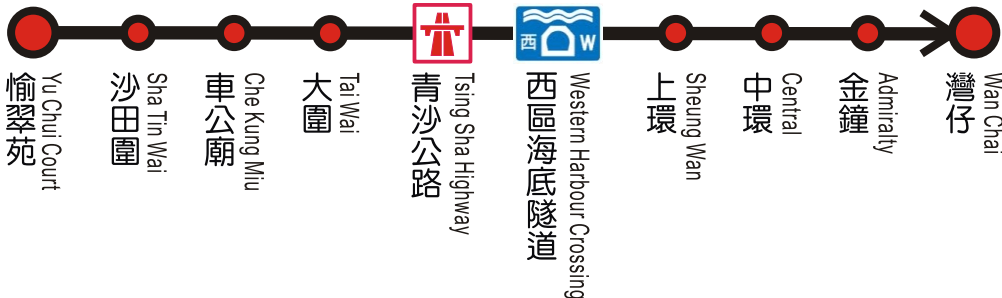 愉翠苑
Yu Chui Court
沙田圍
Sha Tin Wai
車公廟
Che Kung Miu
大圍
Tai Wai
青沙公路
Tsing Sha Highway
西 W
西區海底隧道
Western Harbour Crossing
上環
Sheung Wan
中環
Central
金鐘
Admiralty
灣仔
Wan Chai